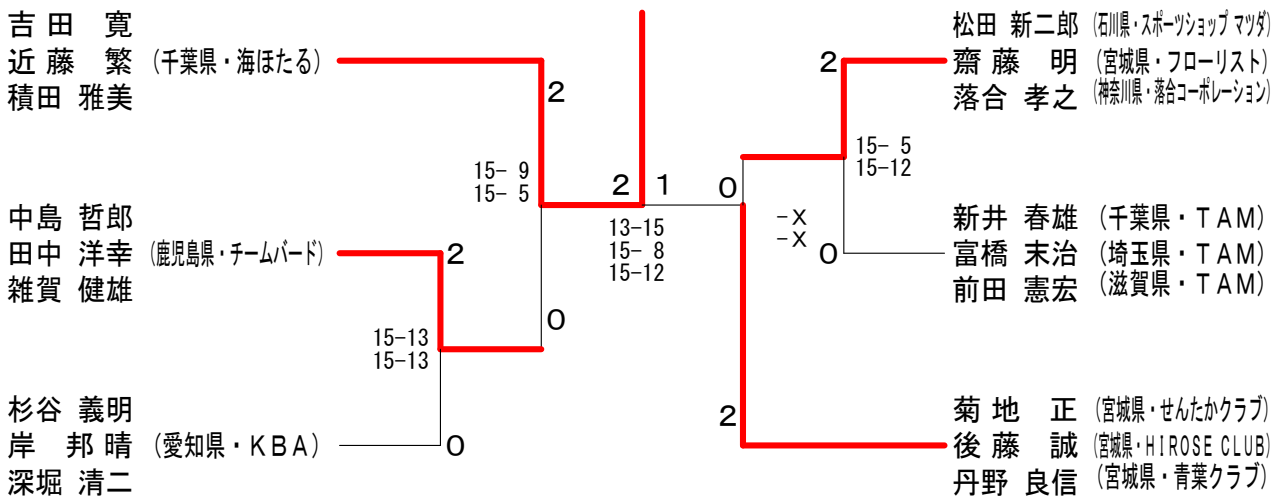 吉田 寛
近藤 繁 (千葉県・海ほたる)
積田 雅美
2
15- 9
15- 5
中島 哲郎
田中 洋幸 (鹿児島県・チームバード)
雑賀 健雄
2
0
15-13
15-13
杉谷 義明
岸 邦晴 (愛知県・KBA)
深堀 清二
0
2 1
13-15
15- 8
15-12
松田 新二郎 (石川県・スポーツショップ マツダ)
齋藤 明 (宮城県・フローリスト)
落合 孝之 (神奈川県・落合コーポレーション)
2
15- 5
15-12
0
-X
-X
新井 春雄 (千葉県・TAM)
富橋 末治 (埼玉県・TAM)
前田 憲宏 (滋賀県・TAM)
0
菊地 正 (宮城県・せんたかクラブ)
後藤 誠 (宮城県・HIROSE CLUB)
丹野 良信 (宮城県・青葉クラブ)
2